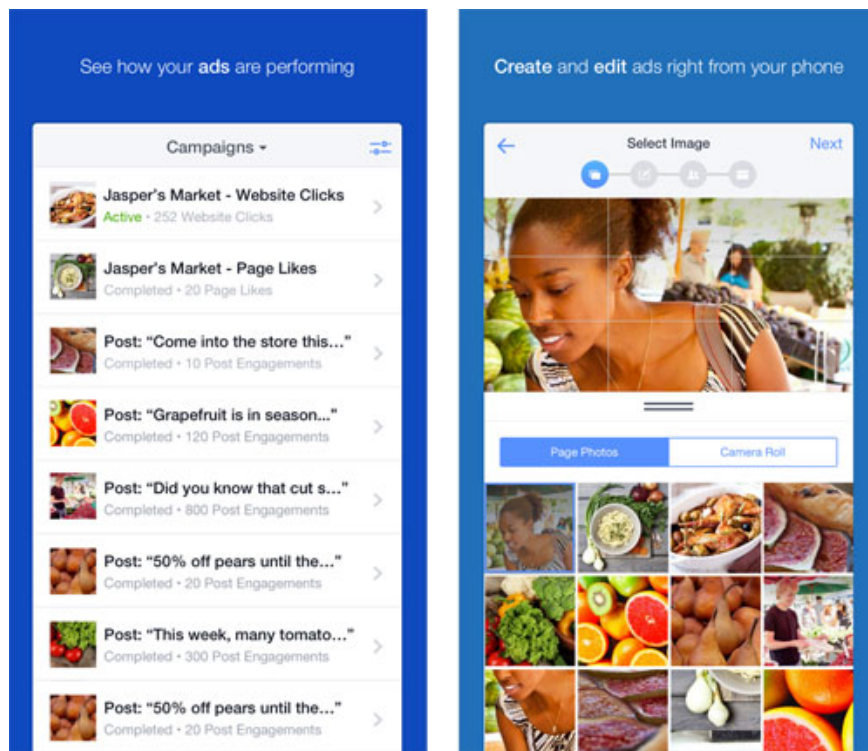 See how your ads are performing
Campaigns
Jasper's Market - Website Clicks
Active • 252 Website Clicks
Jasper's Market - Page Likes
Completed • 20 Page Likes
Post: “Come into the store this...”
Completed • 10 Post Engagements
Post: “Grapefruit is in season...”
Completed • 120 Post Engagements
Post: “Did you know that cut s...”
Completed • 800 Post Engagements
Post: “50% off pears until the...”
Completed • 20 Post Engagements
Post: “This week, many tomato...”
Completed • 300 Post Engagements
Post: “50% off pears until the...”
Completed • 20 Post Engagements
Create and edit ads right from your phone
Select Image
Next
Page Photos
Camera Roll